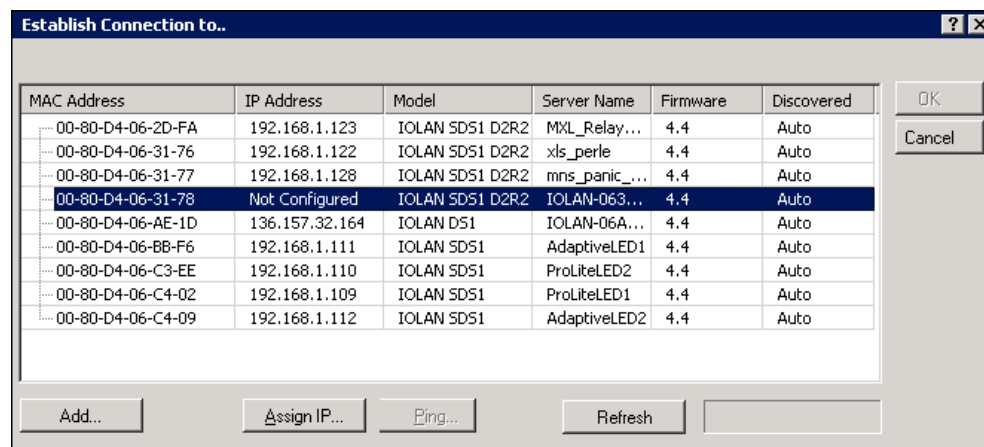 Establish Connection to..
? X
MAC Address IP Address Model Server Name Firmware Discovered
00-80-D4-06-2D-FA 192.168.1.123 IOLAN SDS1 D2R2 MXL_Relay... 4.4 Auto
00-80-D4-06-31-76 192.168.1.122 IOLAN SDS1 D2R2 xls_perle 4.4 Auto
00-80-D4-06-31-77 192.168.1.128 IOLAN SDS1 D2R2 mns_panic_... 4.4 Auto
00-80-D4-06-31-78 Not Configured IOLAN SDS1 D2R2 IOLAN-063... 4.4 Auto
00-80-D4-06-AE-1D 136.157.32.164 IOLAN DS1 IOLAN-06A... 4.4 Auto
00-80-D4-06-BB-F6 192.168.1.111 IOLAN SDS1 AdaptiveLED1 4.4 Auto
00-80-D4-06-C3-EE 192.168.1.110 IOLAN SDS1 ProLiteLED2 4.4 Auto
00-80-D4-06-C4-02 192.168.1.109 IOLAN SDS1 ProLiteLED1 4.4 Auto
00-80-D4-06-C4-09 192.168.1.112 IOLAN SDS1 AdaptiveLED2 4.4 Auto
OK
Cancel
Add... Assign IP... Ping... Refresh